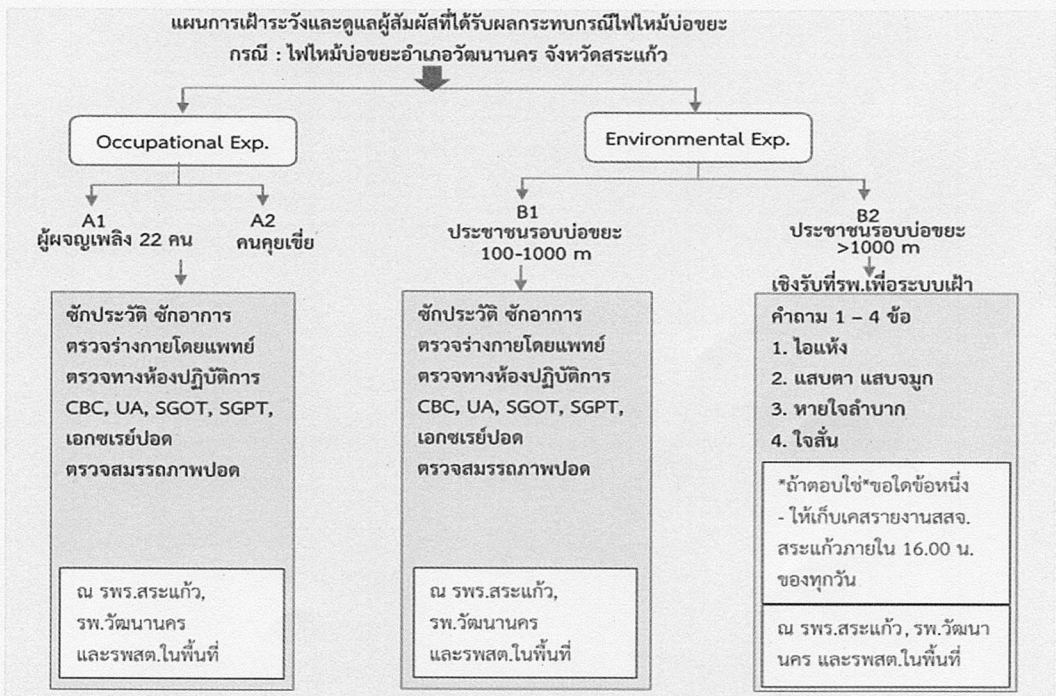 แผนการเฝ้าระวังและดูแลผู้สัมผัสที่ได้รับผลกระทบกรณีไฟไหม้บ่อขยะ
กรณี : ไฟไหม้บ่อขยะอำเภอวัฒนานคร จังหวัดสระแก้ว
Occupational Exp.
Environmental Exp.
A1
ผู้ผจญเพลิง 22 คน
A2
คนคุยเขี่ย
B1
ประชาชนรอบบ่อขยะ
100-1000 m
B2
ประชาชนรอบบ่อขยะ
>1000 m
ซักประวัติ ซักอาการ
ตรวจร่างกายโดยแพทย์
ตรวจทางห้องปฏิบัติการ
CBC, UA, SGOT, SGPT,
เอกซเรย์ปอด
ตรวจสมรรถภาพปอด
ณ รพร.สระแก้ว,
รพ.วัฒนานคร
และรพสต.ในพื้นที่
ซักประวัติ ซักอาการ
ตรวจร่างกายโดยแพทย์
ตรวจทางห้องปฏิบัติการ
CBC, UA, SGOT, SGPT,
เอกซเรย์ปอด
ตรวจสมรรถภาพปอด
ณ รพร.สระแก้ว,
รพ.วัฒนานคร
และรพสต.ในพื้นที่
เชิงรับที่รพ.เพื่อระบบเฝ้า
คำถาม 1 – 4 ข้อ
1. ไอแห้ง
2. แสบตา แสบจมูก
3. หายใจลำบาก
4. ใจสั่น
*ถ้าตอบใช่*ขอใดข้อหนึ่ง
- ให้เก็บเคสรายงานสสจ.
สระแก้วภายใน 16.00 น.
ของทุกวัน
ณ รพร.สระแก้ว, รพ.วัฒนา
นคร และรพสต.ในพื้นที่